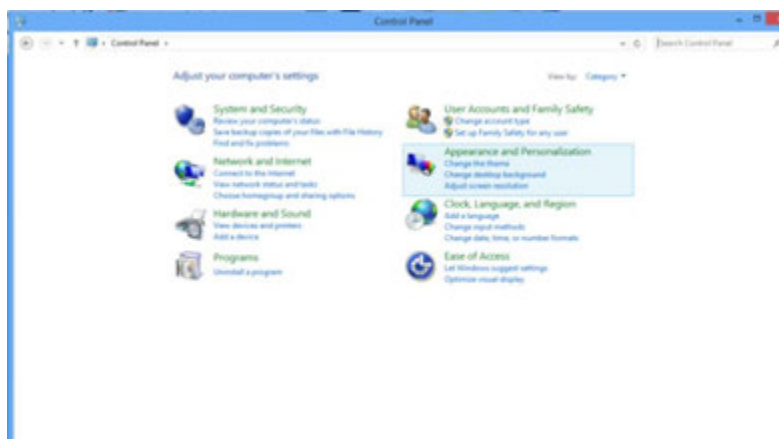 Control Panel
Control Panel
Search Control Panel
Adjust your computer's settings
View by: Category
System and Security
Review your computer's status
Save backup copies of your files with File History
Find and fix problems
Network and Internet
Connect to the Internet
View network status and tasks
Choose homegroup and sharing options
Hardware and Sound
View devices and printers
Add a device
Programs
Uninstall a program
User Accounts and Family Safety
Change account type
Set up Family Safety for any user
Appearance and Personalization
Change the theme
Change desktop background
Adjust screen resolution
Clock, Language, and Region
Add a language
Change input methods
Change date, time, or number formats
Ease of Access
Let Windows suggest settings
Optimize visual display